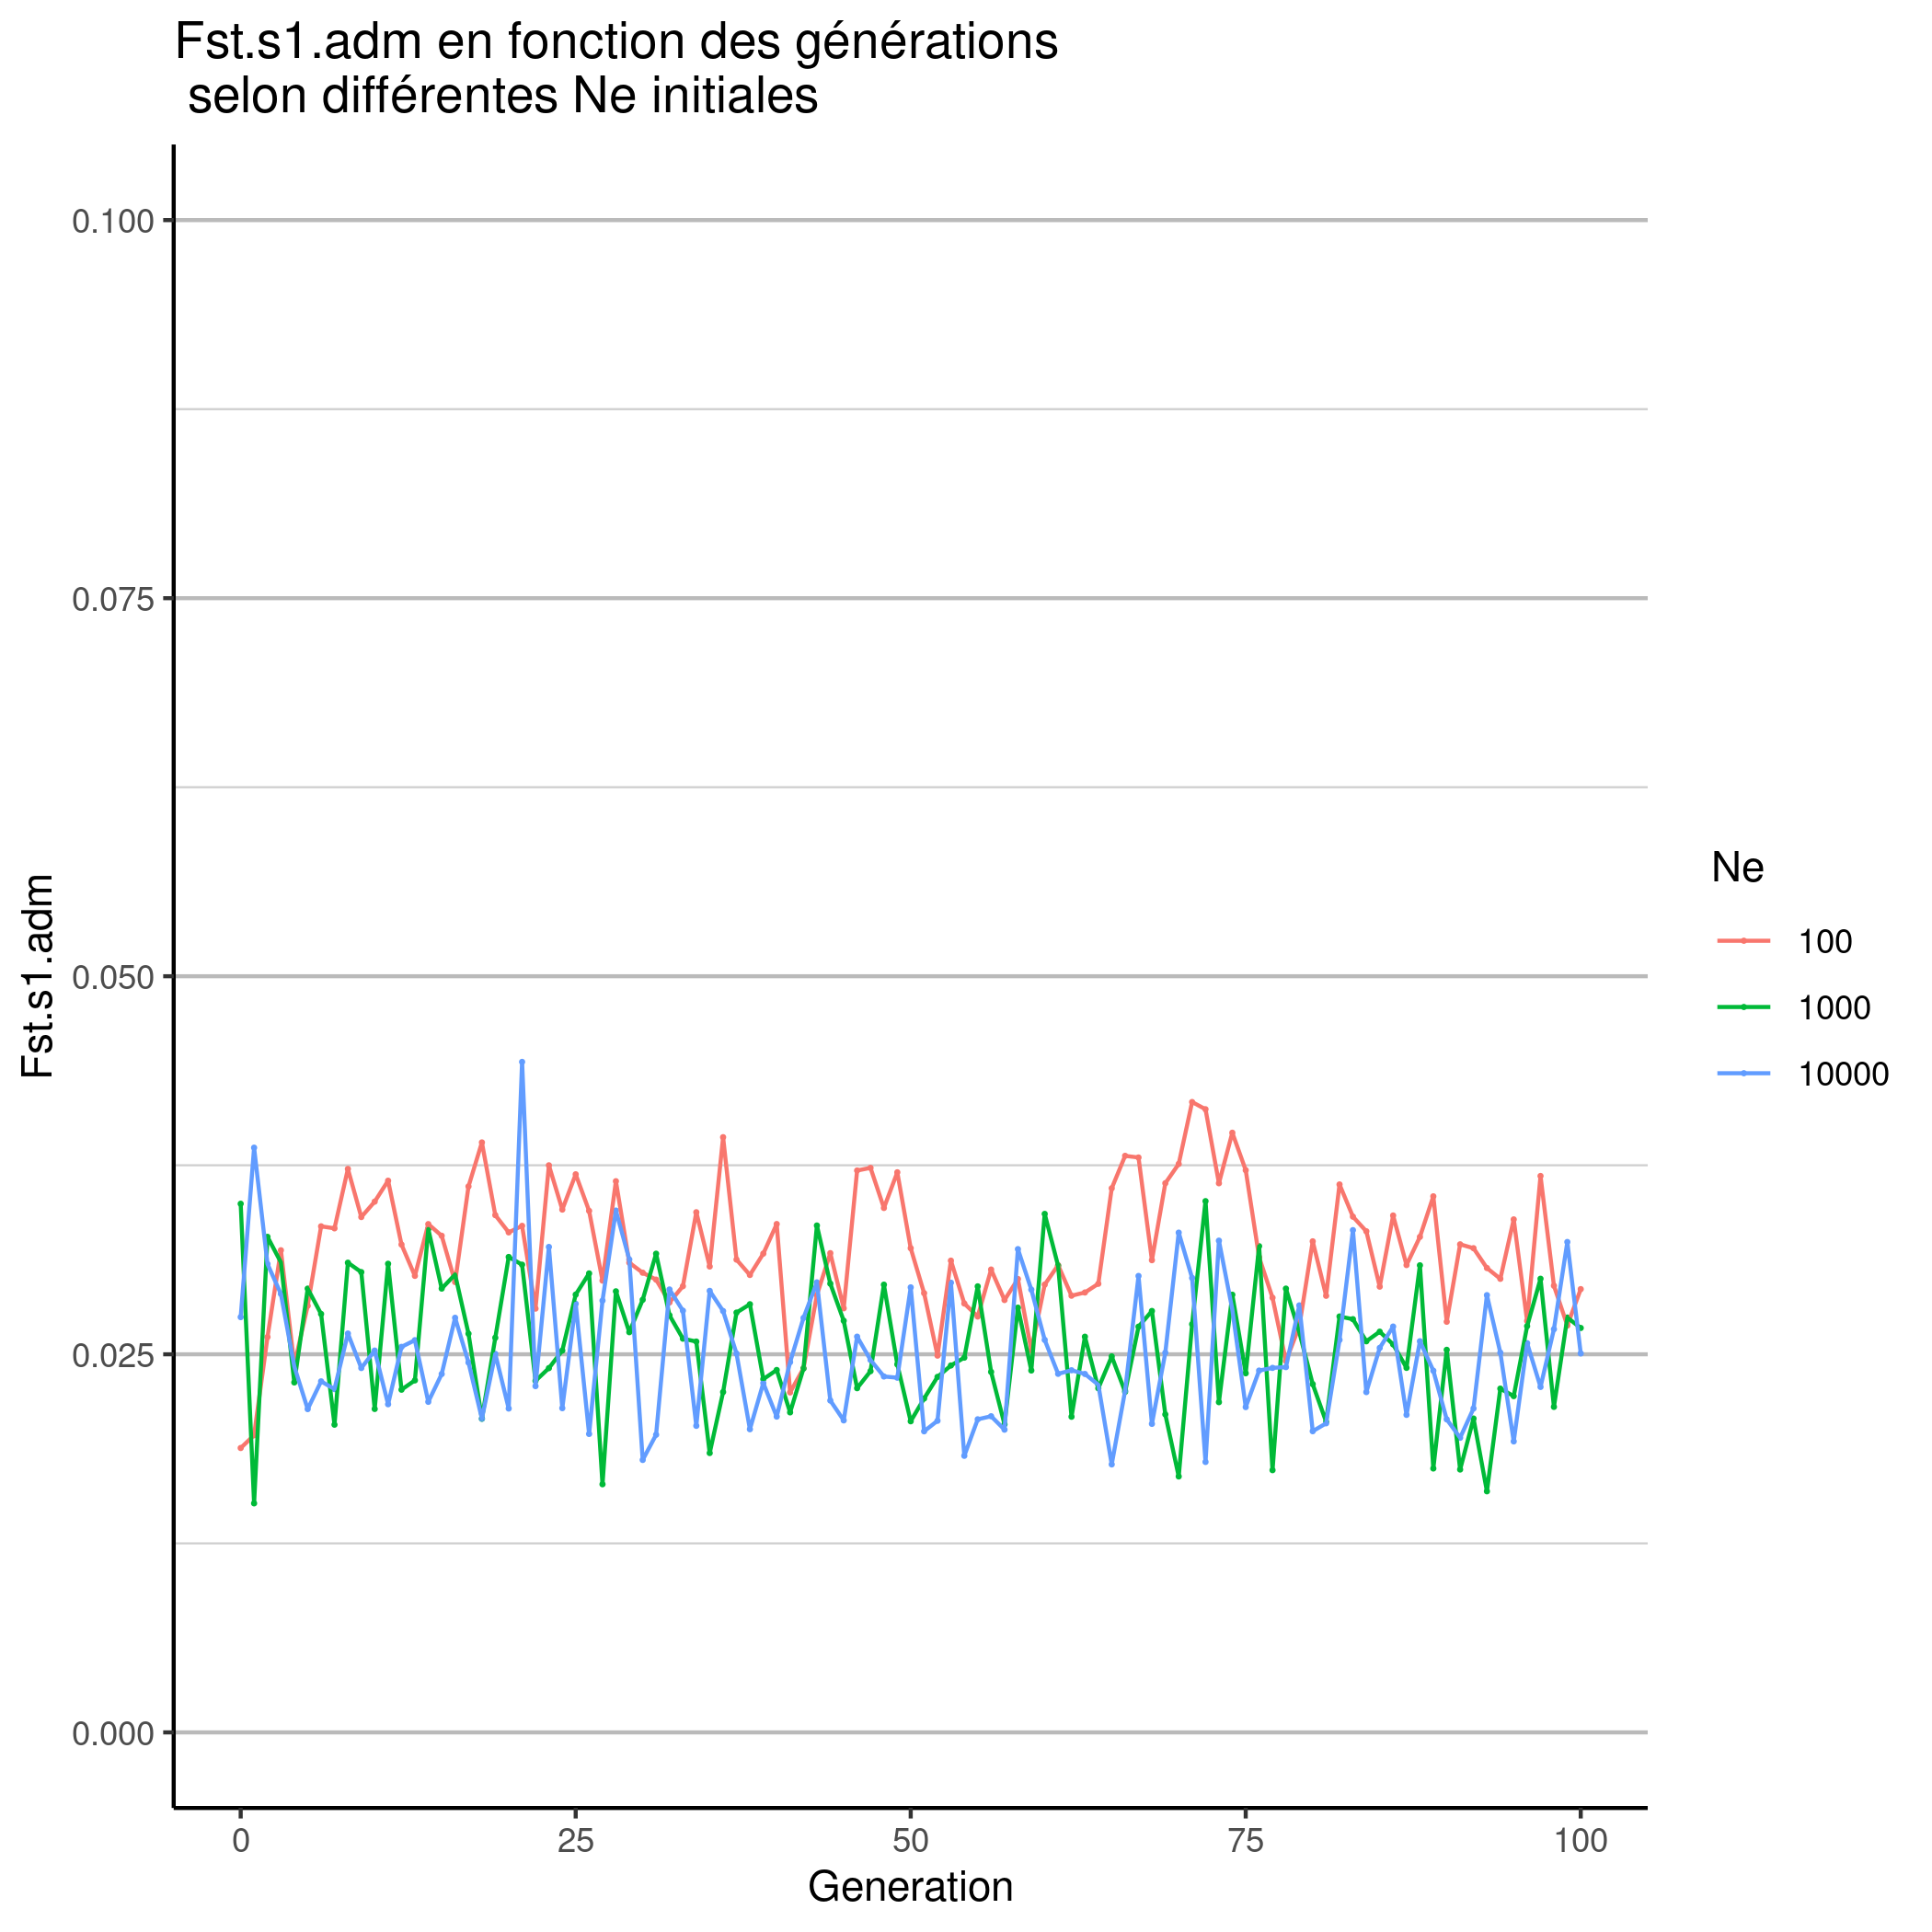 Fst.s1.adm en fonction des générations
selon différentes Ne initiales
0.100
0.075
0.050
0.025
0.000
Fst.s1.adm
0 25 50 75 100
Generation
Ne
100
1000
10000